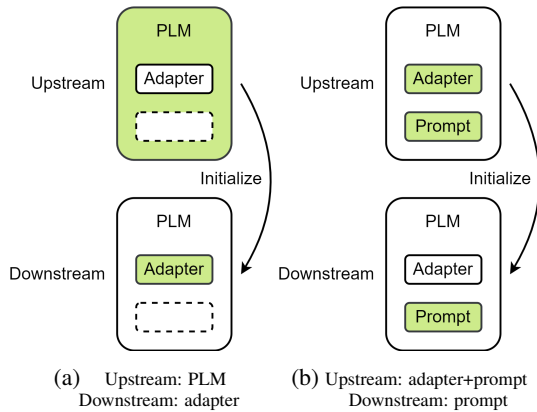 PLM
Upstream
Adapter
Initialize
PLM
Downstream
Adapter
(a) Upstream: PLM
Downstream: adapter
PLM
Upstream
Adapter
Prompt
Initialize
PLM
Downstream
Adapter
Prompt
(b) Upstream: adapter+prompt
Downstream: prompt